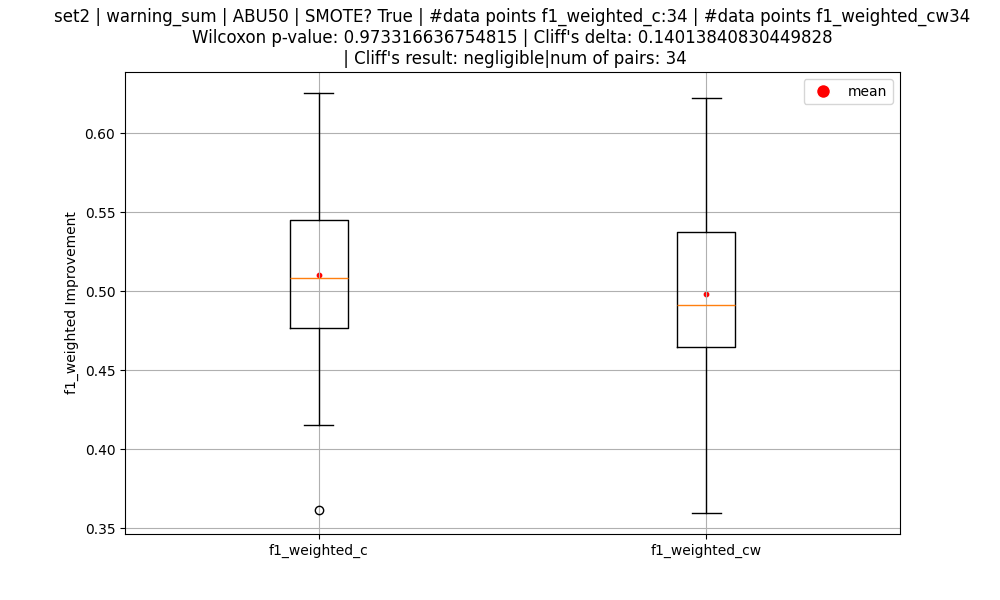 set2 | warning_sum | ABU50 | SMOTE? True | #data points f1_weighted_c:34 | #data points f1_weighted_cw34
Wilcoxon p-value: 0.973316636754815 | Cliff's delta: 0.14013840830449828
| Cliff's result: negligible|num of pairs: 34
mean
0.60
0.55
0.50
0.45
0.40
0.35
f1_weighted Improvement
f1_weighted_c
f1_weighted_cw